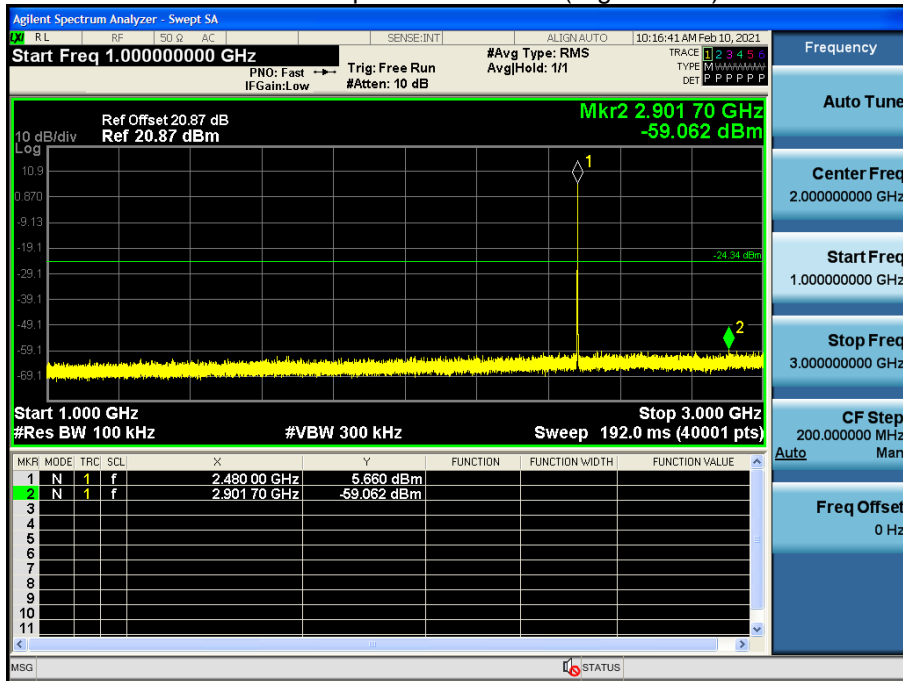 Agilent Spectrum Analyzer - Swept SA
LXI RL RF 50 Ω AC SENSE:INT ALIGN AUTO 10:16:41 AM Feb 10, 2021
Start Freq 1.000000000 GHz
PNO: Fast
IFGain:Low
Trig: Free Run
#Atten: 10 dB
#Avg Type: RMS
Avg|Hold: 1/1
TRACE 1 2 3 4 5 6
TYPE M WWWWW
DET P P P P P P
Frequency
Auto Tune
Center Freq
2.000000000 GHz
Start Freq
1.000000000 GHz
Stop Freq
3.000000000 GHz
CF Step
200.000000 MHz
Auto Man
Freq Offset
0 Hz
Mkr2 2.901 70 GHz
-59.062 dBm
Ref Offset 20.87 dB
10 dB/div Ref 20.87 dBm
Log
10.9
0.870
-9.13
-19.1
-29.1
-39.1
-49.1
-59.1
-69.1
1
-24.34 dBm
2
Start 1.000 GHz Stop 3.000 GHz
#Res BW 100 kHz #VBW 300 kHz Sweep 192.0 ms (40001 pts)
MKR MODE TRC SCL X Y FUNCTION FUNCTION WIDTH FUNCTION VALUE
1 N 1 f 2.480 00 GHz 5.660 dBm
2 N 1 f 2.901 70 GHz -59.062 dBm
3
4
5
6
7
8
9
10
11
MSG STATUS